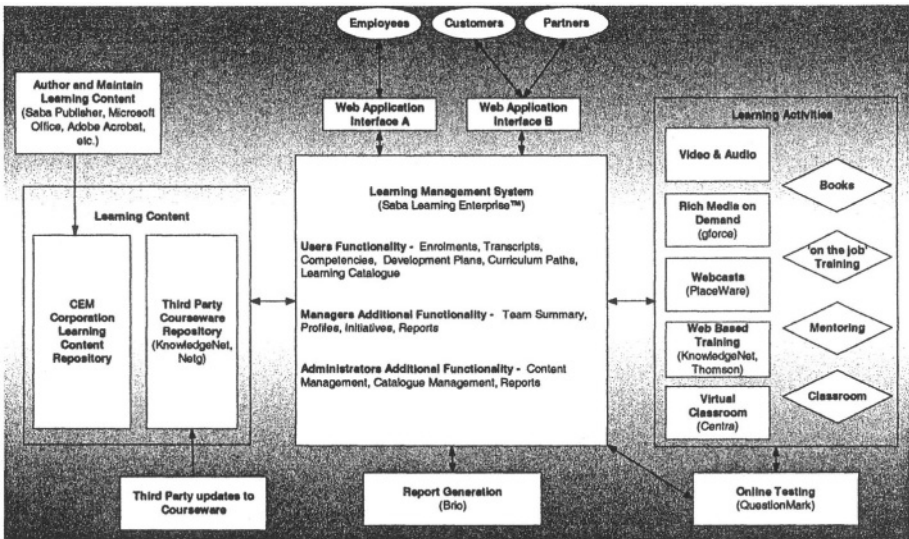 Employees
Customers
Partners
Author and Maintain
Learning Content
(Saba Publisher, Microsoft
Office, Adobe Acrobat,
etc.)
Web Application
Interface A
Web Application
Interface B
Learning Activities
Learning Content
CEM
Corporation
Learning
Content
Repository
Third Party
Courseware
Repository
(KnowledgeNet,
Netg)
Learning Management System
(Saba Learning Enterprise™)
Users Functionality - Enrolments, Transcripts,
Competencies, Development Plans, Curriculum Paths,
Learning Catalogue
Managers Additional Functionality - Team Summary,
Profiles, Initiatives, Reports
Administrators Additional Functionality - Content
Management, Catalogue Management, Reports
Video & Audio
Rich Media on
Demand
(gforce)
Webcasts
(PlaceWare)
Web Based
Training
(KnowledgeNet,
Thomson)
Virtual
Classroom
(Centra)
Books
'on the job'
Training
Mentoring
Classroom
Third Party updates to
Courseware
Report Generation
(Brio)
Online Testing
(QuestionMark)